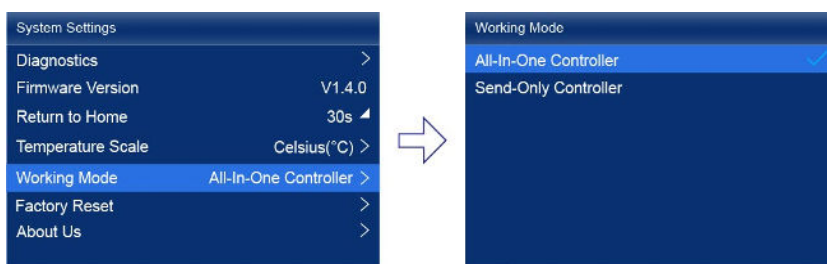 System Settings
Diagnostics >
Firmware Version V1.4.0
Return to Home 30s
Temperature Scale Celsius(°C) >
Working Mode All-In-One Controller >
Factory Reset >
About Us >
Working Mode
All-In-One Controller
Send-Only Controller